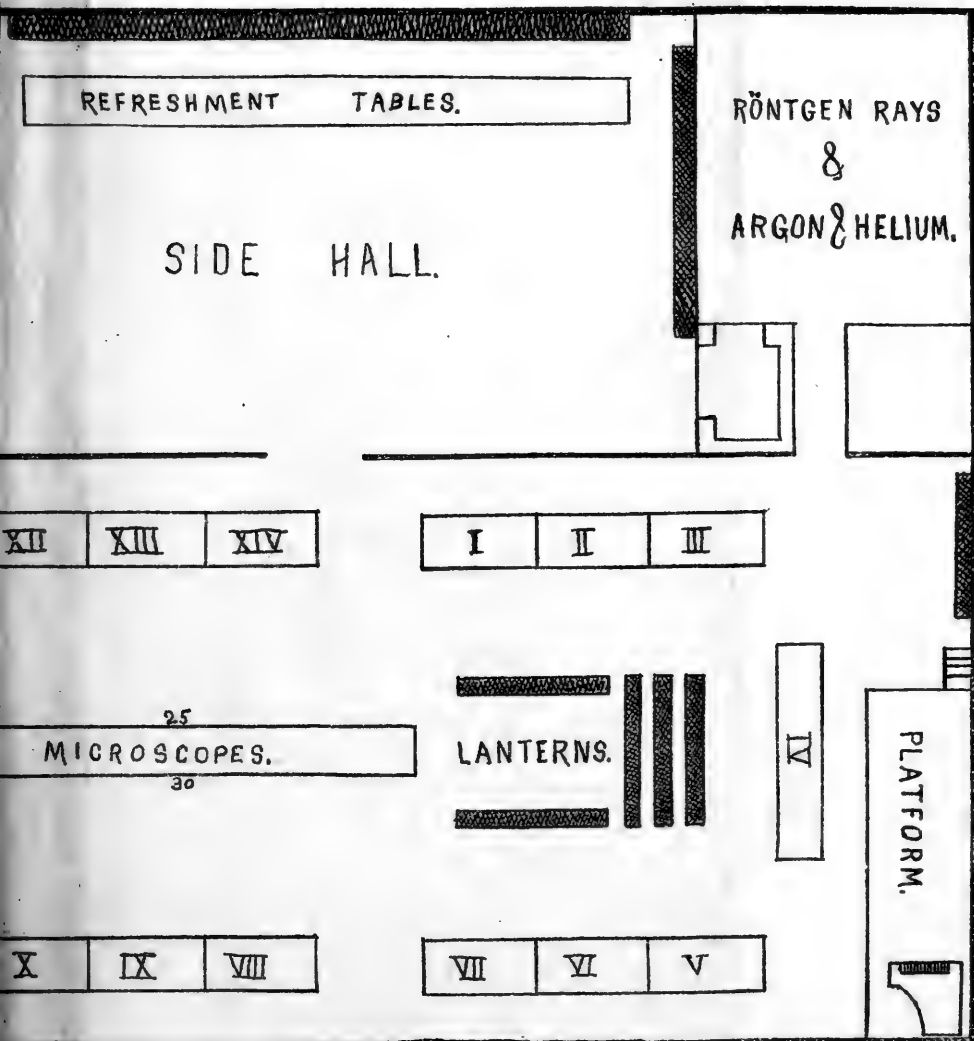 REFRESHMENT TABLES.
RÖNTGEN RAYS
&
ARGON & HELIUM.
SIDE HALL.
XII XIII XIV I II III
25
MICROSCOPES.
30
LANTERNS.
IV
PLATFORM.
X IX VIII VII VI V